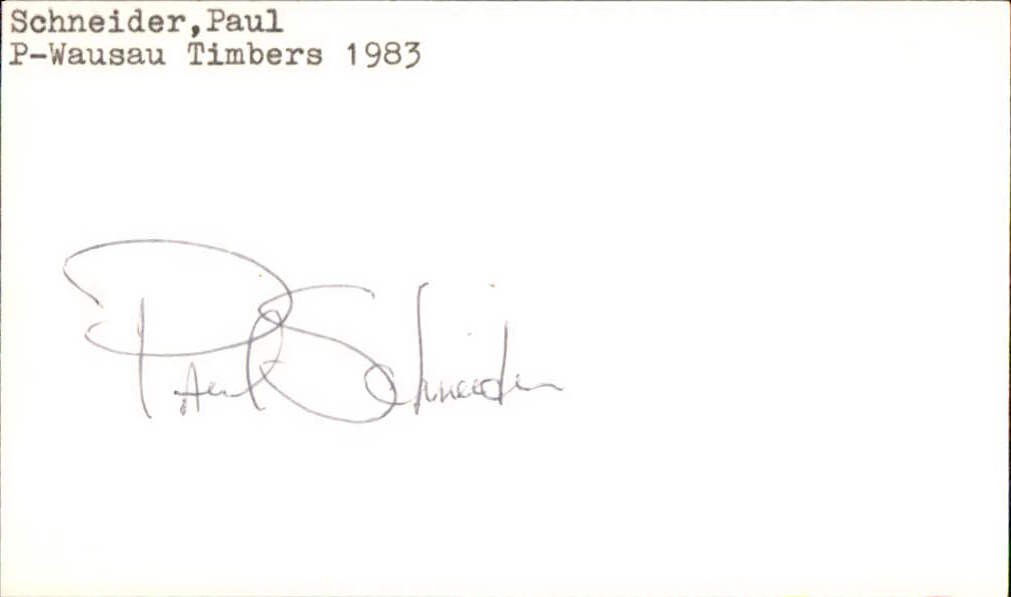 Schneider,Paul
P-Wausau Timbers 1983
Paul Schneider